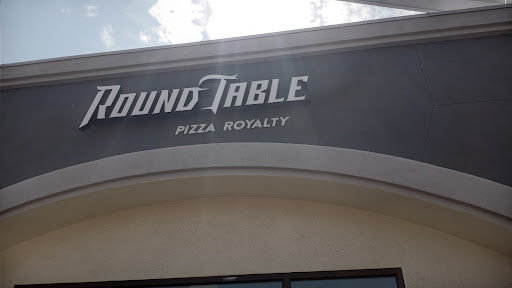 ROUND TABLE
PIZZA ROYALTY